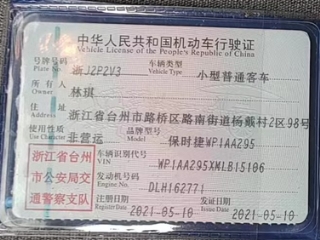 中华人民共和国机动车行驶证
Vehicle License of the People's Republic of China
号牌号码 Plate No. 浙J2P2V3 车辆类型 Vehicle Type 小型普通客车
所有人 Owner 林琪
住址 Address 浙江省台州市路桥区路南街道杨戴村2区98号
使用性质 非营运 品牌型号 保时捷WP1AA295
浙江省台州市公安局交通警察支队
车辆识别代号 VIN WP1AA295XMLB15106
发动机号码 Engine No. DLH162771
注册日期 Register Date 2021-05-10 发证日期 2021-05-10